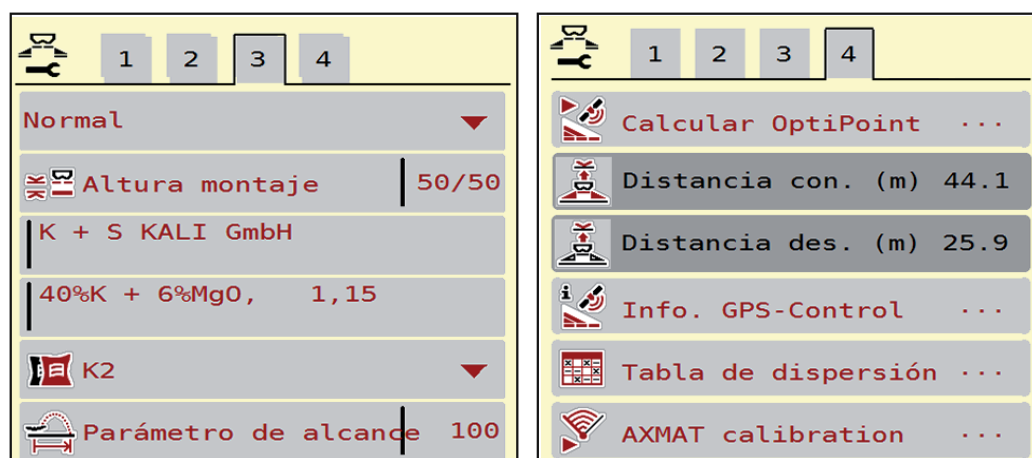 1 2 3 4
Normal
Altura montaje 50/50
K + S KALI GmbH
40%K + 6%MgO, 1,15
K2
Parámetro de alcance 100
1 2 3 4
Calcular OptiPoint ...
Distancia con. (m) 44.1
Distancia des. (m) 25.9
i
Info. GPS-Control ...
Tabla de dispersión ...
AXMAT calibration ...